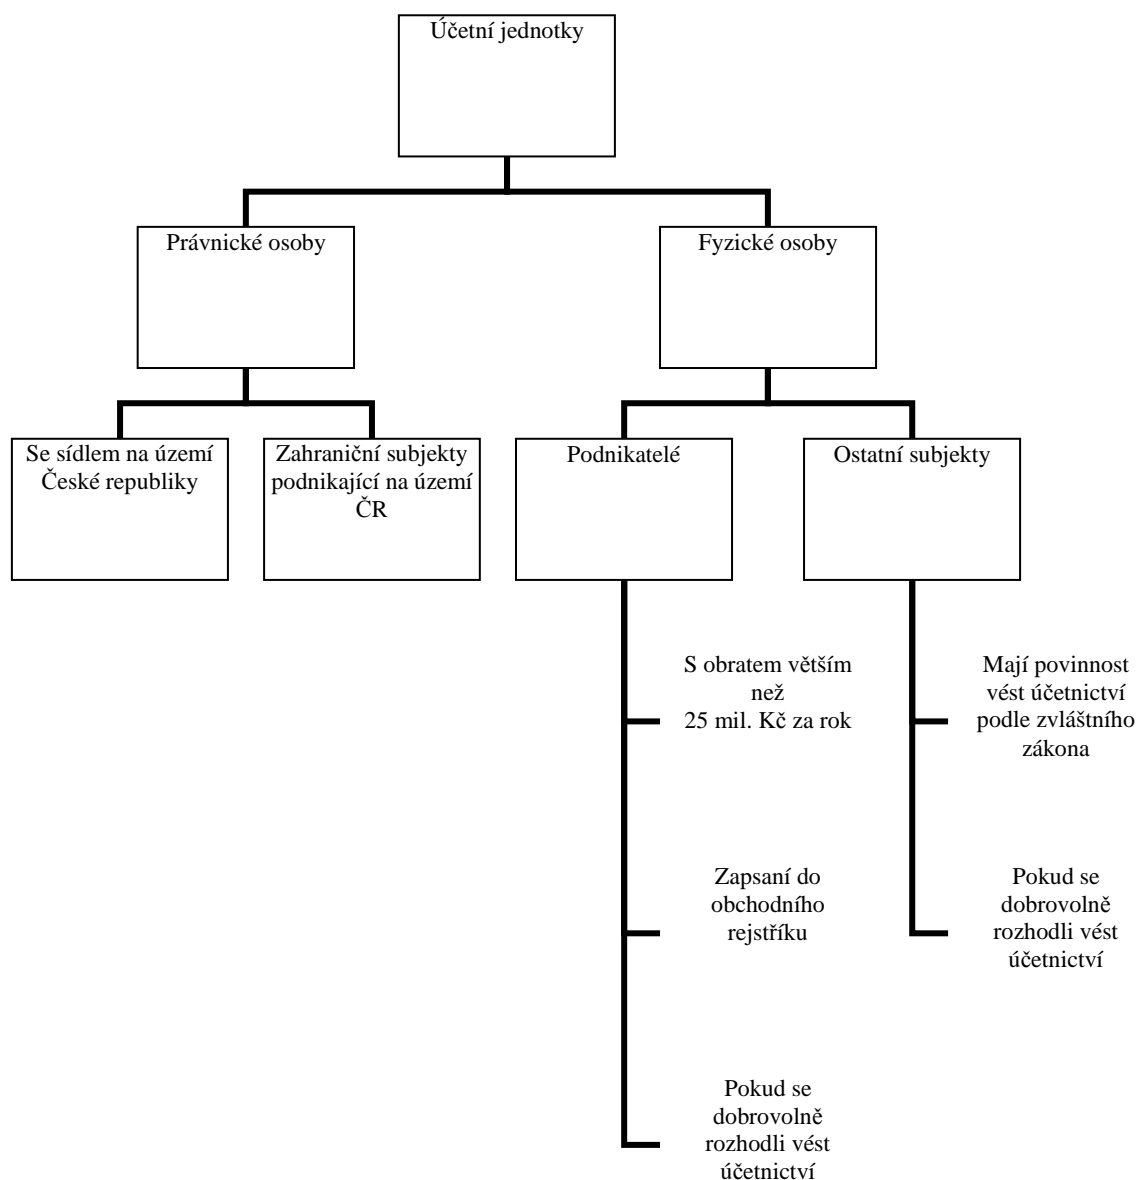 Účetní jednotky
Právnické osoby
Fyzické osoby
Se sídlem na území
České republiky
Zahraniční subjekty
podnikající na území
ČR
Podnikatelé
Ostatní subjekty
S obratem větším
než
25 mil. Kč za rok
Mají povinnost
vést účetnictví
podle zvláštního
zákona
Zapsaní do
obchodního
rejstříku
Pokud se
dobrovolně
rozhodli vést
účetnictví
Pokud se
dobrovolně
rozhodli vést
účetnictví